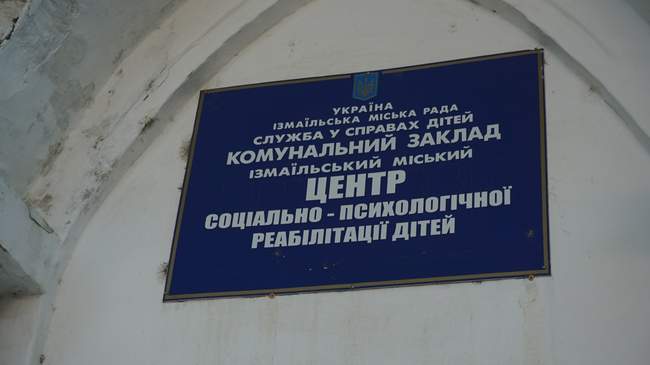 УКРАЇНА
ІЗМАЇЛЬСЬКА МІСЬКА РАДА
СЛУЖБА У СПРАВАХ ДІТЕЙ
КОМУНАЛЬНИЙ ЗАКЛАД
ІЗМАЇЛЬСЬКИЙ МІСЬКИЙ
ЦЕНТР
СОЦІАЛЬНО - ПСИХОЛОГІЧНОЇ
РЕАБІЛІТАЦІЇ ДІТЕЙ